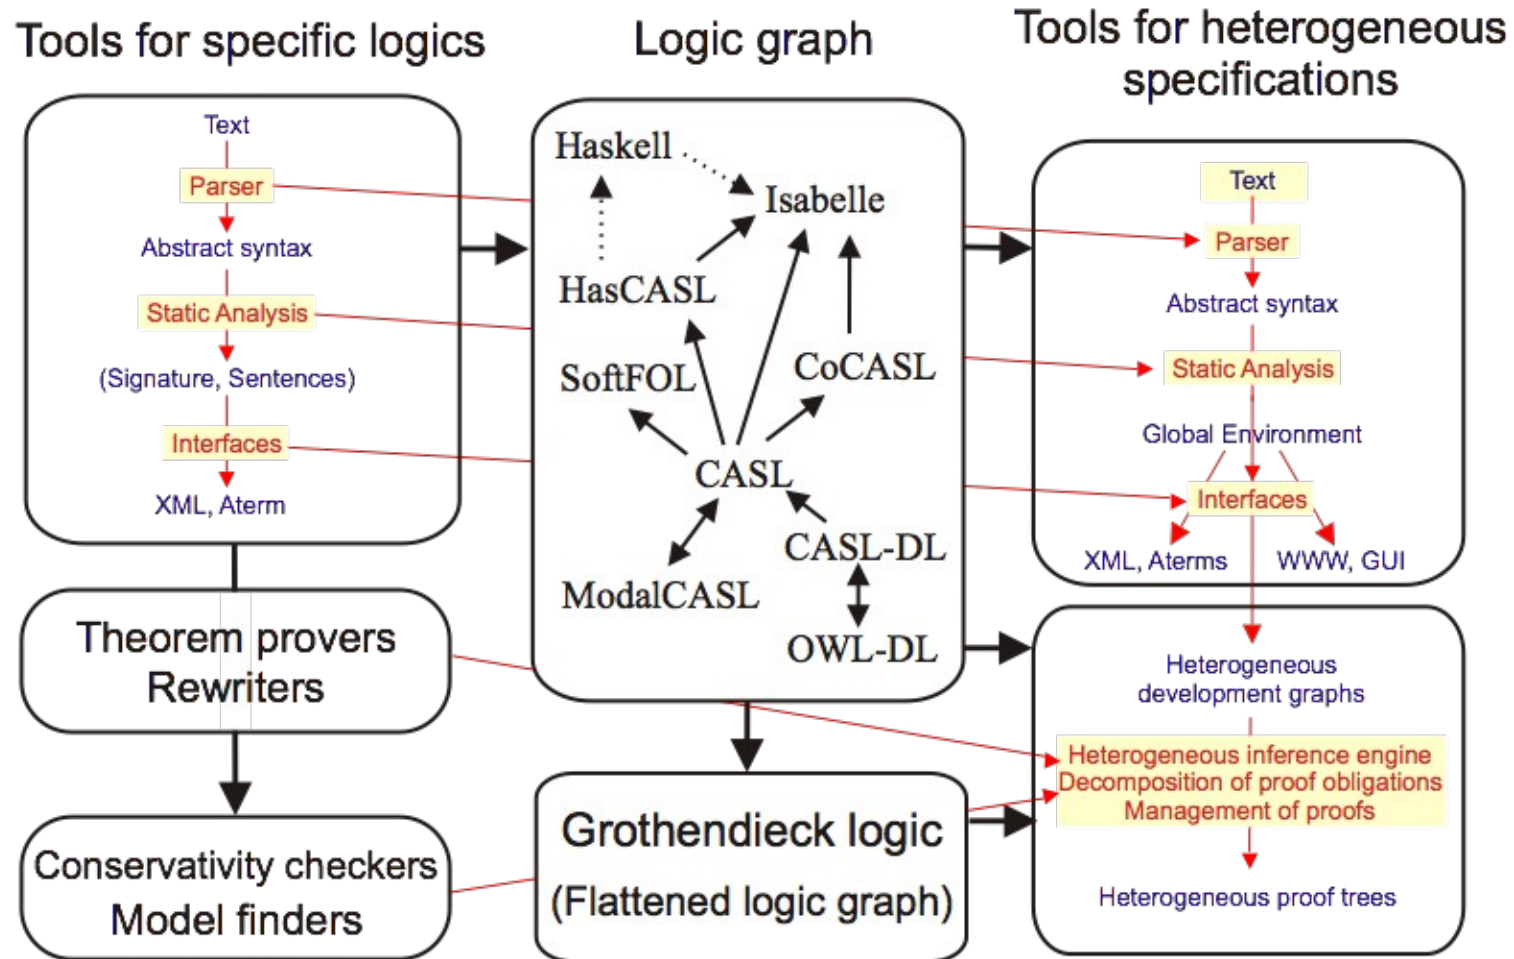 Tools for specific logics
Text
Parser
Abstract syntax
Static Analysis
(Signature, Sentences)
Interfaces
XML, Aterm
Theorem provers
Rewriters
Conservativity checkers
Model finders
Logic graph
Haskell
Isabelle
HasCASL
SoftFOL
CoCASL
CASL
CASL-DL
ModalCASL
OWL-DL
Grothendieck logic
(Flattened logic graph)
Tools for heterogeneous
specifications
Text
Parser
Abstract syntax
Static Analysis
Global Environment
Interfaces
XML, Aterms
WWW, GUI
Heterogeneous
development graphs
Heterogeneous inference engine
Decomposition of proof obligations
Management of proofs
Heterogeneous proof trees